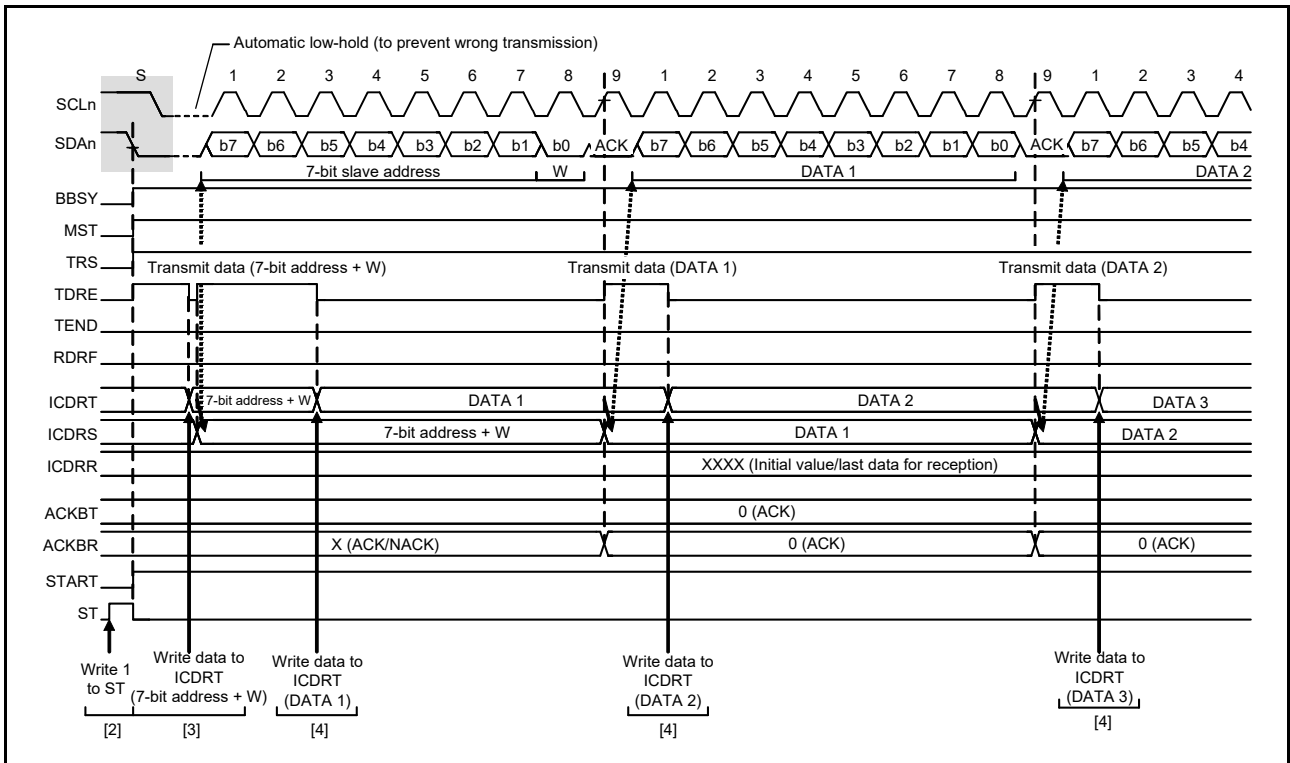 Automatic low-hold (to prevent wrong transmission)
S 1 2 3 4 5 6 7 8 9 1 2 3 4 5 6 7 8 9 1 2 3 4
SCLn
SDAn b7 b6 b5 b4 b3 b2 b1 b0 ACK b7 b6 b5 b4 b3 b2 b1 b0 ACK b7 b6 b5 b4
7-bit slave address W DATA 1 DATA 2
BBSY
MST
TRS
Transmit data (7-bit address + W) Transmit data (DATA 1) Transmit data (DATA 2)
TDRE
TEND
RDRF
ICDRT 7-bit address + W DATA 1 DATA 2 DATA 3
ICDRS 7-bit address + W DATA 1 DATA 2
ICDRR XXXX (Initial value/last data for reception)
ACKBT 0 (ACK)
ACKBR X (ACK/NACK) 0 (ACK) 0 (ACK)
START
ST
Write 1
to ST
Write data to
ICDRT
(7-bit address + W)
Write data to
ICDRT
(DATA 1)
Write data to
ICDRT
(DATA 2)
Write data to
ICDRT
(DATA 3)
[2] [3] [4] [4] [4]